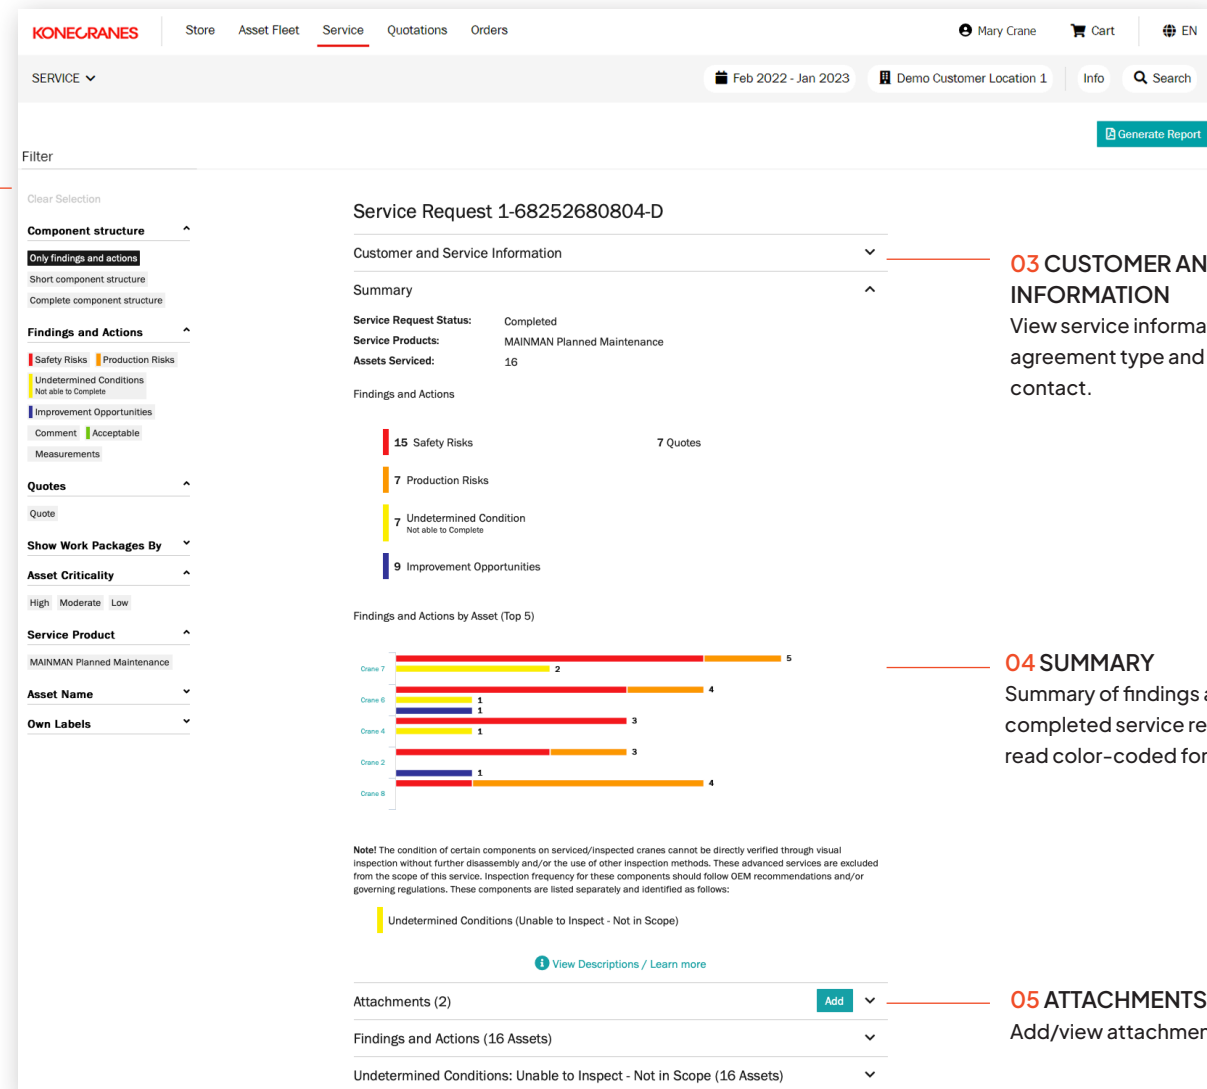 KONECRANES
Store Asset Fleet Service Quotations Orders
Mary Crane Cart EN
SERVICE
Feb 2022 - Jan 2023 Demo Customer Location 1 Info Search
Generate Report
Filter
Clear Selection
Component structure
Only findings and actions
Short component structure
Complete component structure
Findings and Actions
Safety Risks Production Risks
Undetermined Conditions
Not able to Complete
Improvement Opportunities
Comment Acceptable
Measurements
Quotes
Quote
Show Work Packages By
Asset Criticality
High Moderate Low
Service Product
MAINMAN Planned Maintenance
Asset Name
Own Labels
Service Request 1-68252680804-D
Customer and Service Information
Summary
Service Request Status: Completed
Service Products: MAINMAN Planned Maintenance
Assets Serviced: 16
Findings and Actions
15 Safety Risks 7 Quotes
7 Production Risks
7 Undetermined Condition
Not able to Complete
9 Improvement Opportunities
Findings and Actions by Asset (Top 5)
5
Crane 7
2
4
Crane 6
1
1
3
Crane 4
1
3
Crane 2
1
4
Crane 8
Note! The condition of certain components on serviced/inspected cranes cannot be directly verified through visual
inspection without further disassembly and/or the use of other inspection methods. These advanced services are excluded
from the scope of this service. Inspection frequency for these components should follow OEM recommendations and/or
governing regulations. These components are listed separately and identified as follows:
Undetermined Conditions (Unable to Inspect - Not in Scope)
View Descriptions / Learn more
Attachments (2) Add
Findings and Actions (16 Assets)
Undetermined Conditions: Unable to Inspect - Not in Scope (16 Assets)
03 CUSTOMER AN
INFORMATION
View service informa
agreement type and
contact.
04 SUMMARY
Summary of findings a
completed service re
read color-coded for
05 ATTACHMENTS
Add/view attachmen